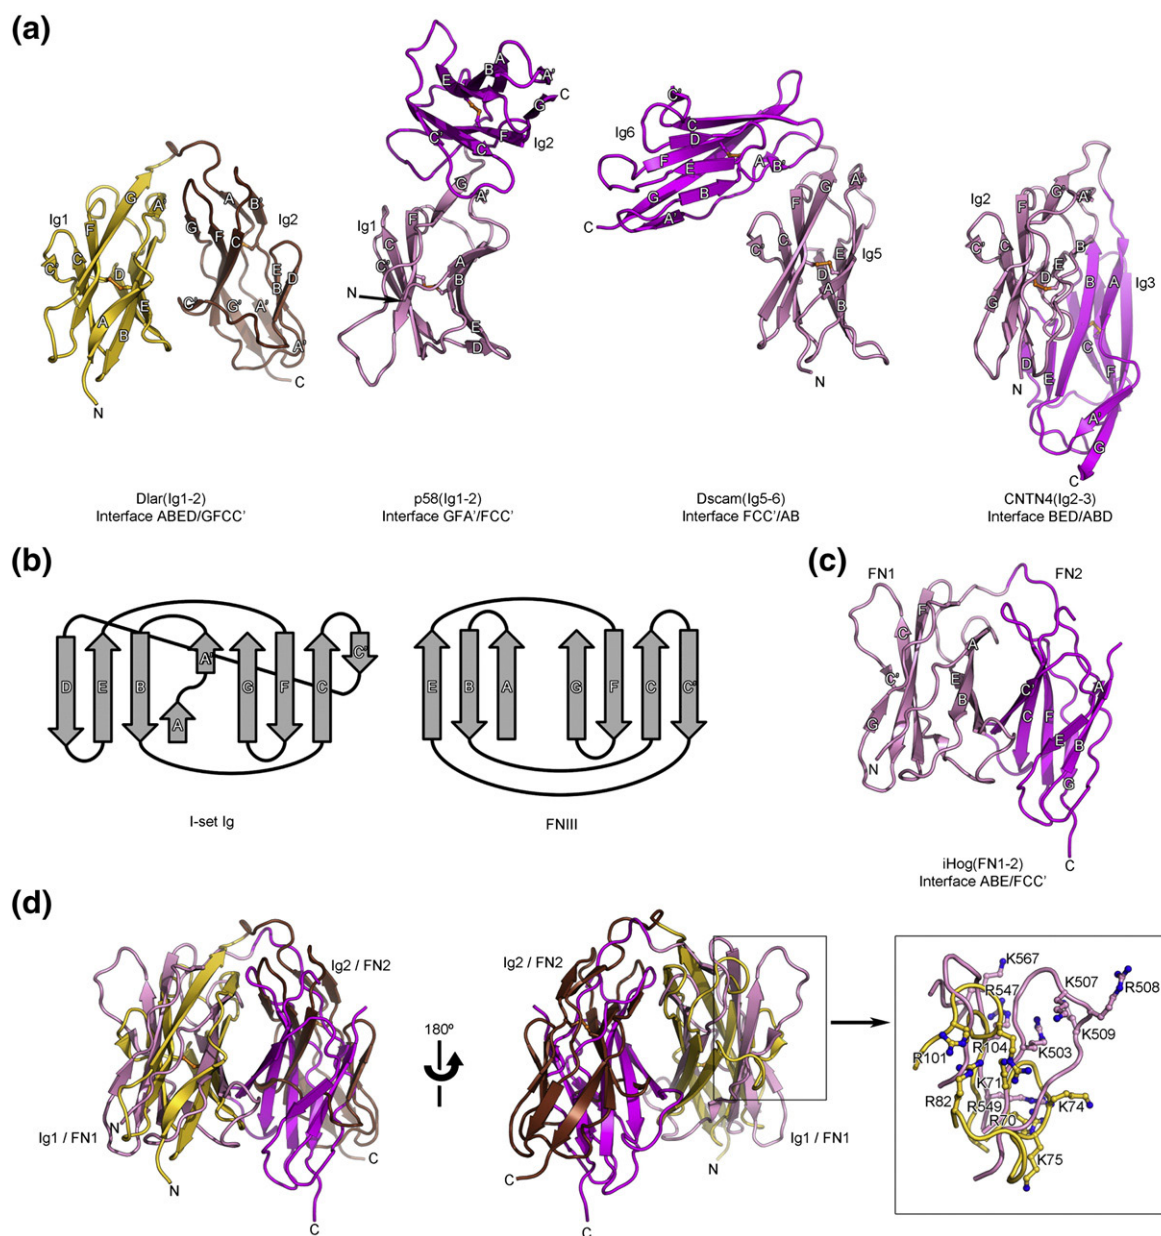 (a)
Ig1
G
A'
F
C'
C
D
E
A
B
N
A
B'
Ig2
G
F
C
E
D
B
C'
G'
A'
A'
C
Dlar(Ig1-2)
Interface ABED/GFCC'
A
B
E
A'
G
C
C'
F
C
Ig2
G
A'
Ig1
F
C
C'
A
B
N
E
D
p58(Ig1-2)
Interface GFA'/FCC'
C'
C
Ig6
D
F
E
A
B'
G
B
C
A'
G
A'
F
C'
C
E
Ig5
D
A
B
N
Dscam(Ig5-6)
Interface FCC'/AB
Ig2
G
A'
F
C'
C
B
E
D
B
A
Ig3
G
C
N
D
E
F
A'
G
C
CNTN4(Ig2-3)
Interface BED/ABD
(b)
D
E
B
A'
A
G
F
C
C'
I-set Ig
E
B
A
G
F
C
C'
FNIII
(c)
FN1
FN2
F
C
A
C'
E
B
G
N
C'
C
F
A
E
B
G
C
iHog(FN1-2)
Interface ABE/FCC'
(d)
Ig2 / FN2
N
Ig1 / FN1
N
C
C
180º
Ig2 / FN2
Ig1 / FN1
N
C
C
K567
K507
R508
R547
K509
R104
R101
K503
K71
R82
R549
K74
R70
K75